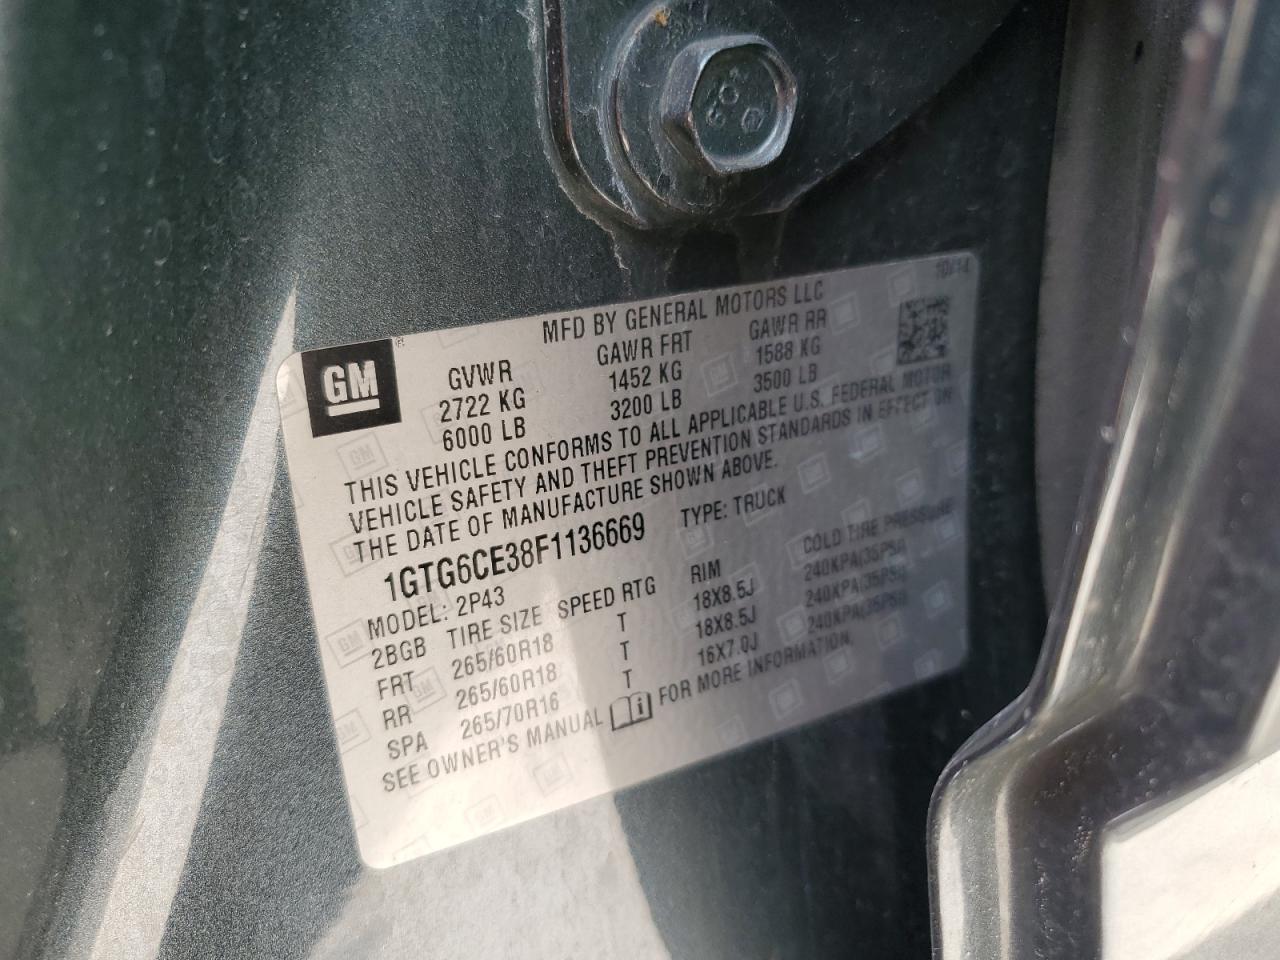 10/14
MFD BY GENERAL MOTORS LLC
GM
GVWR GAWR FRT GAWR RR
2722 KG 1452 KG 1588 KG
6000 LB 3200 LB 3500 LB
THIS VEHICLE CONFORMS TO ALL APPLICABLE U.S. FEDERAL MOTOR
VEHICLE SAFETY AND THEFT PREVENTION STANDARDS IN EFFECT ON
THE DATE OF MANUFACTURE SHOWN ABOVE.
1GTG6CE38F1136669 TYPE: TRUCK
MODEL: 2P43
2BGB TIRE SIZE SPEED RTG RIM COLD TIRE PRESSURE
FRT 265/60R18 T 18X8.5J 240KPA(35PSI)
RR 265/60R18 T 18X8.5J 240KPA(35PSI)
SPA 265/70R16 T 16X7.0J 240KPA(35PSI)
SEE OWNER'S MANUAL FOR MORE INFORMATION.